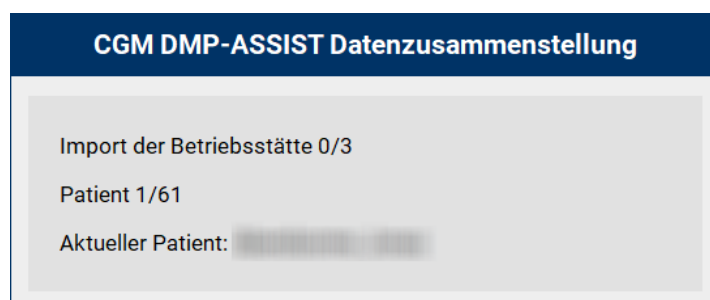 CGM DMP-ASSIST Datenzusammenstellung
Import der Betriebsstätte 0/3
Patient 1/61
Aktueller Patient: